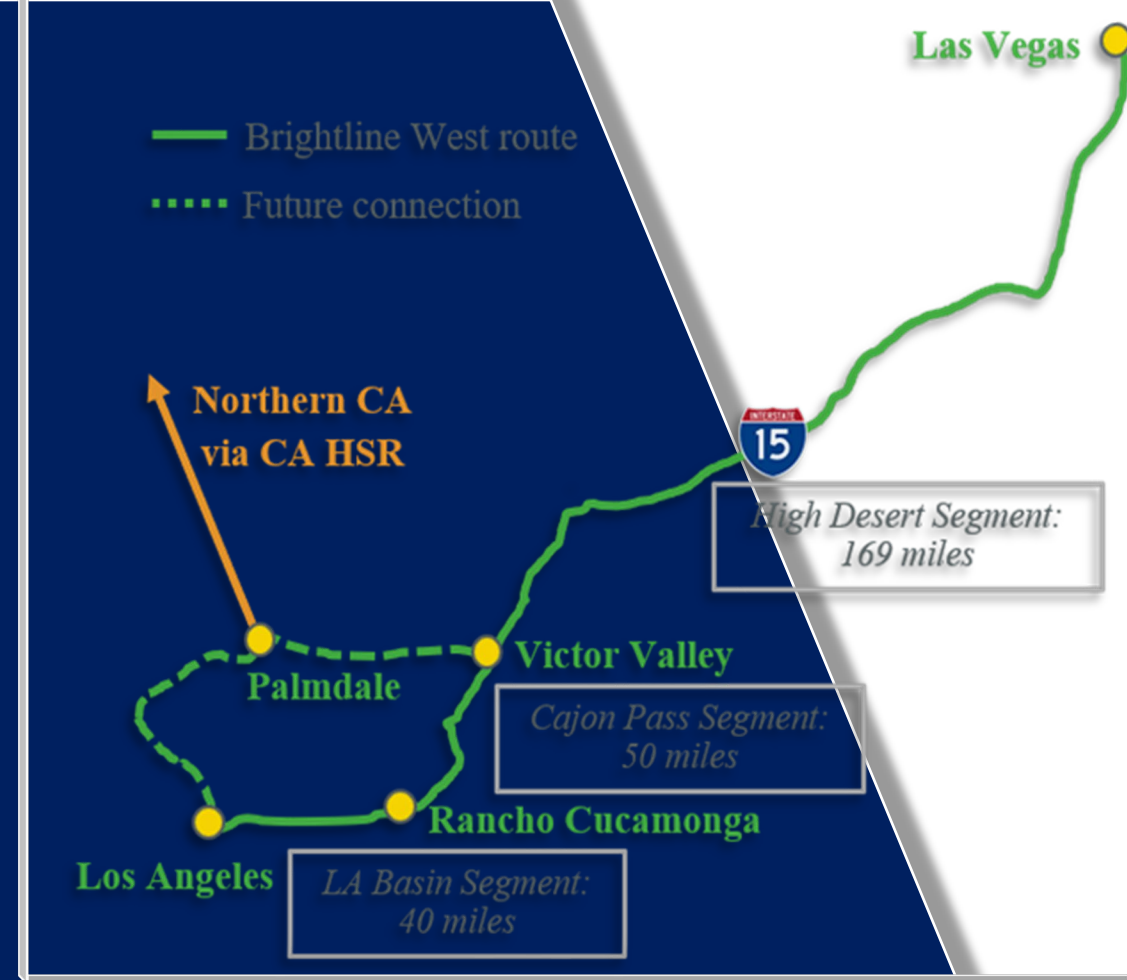 Las Vegas
Brightline West route
Future connection
Northern CA
via CA HSR
INTERSTATE
15
High Desert Segment:
169 miles
Victor Valley
Palmdale
Cajon Pass Segment:
50 miles
Rancho Cucamonga
Los Angeles
LA Basin Segment:
40 miles